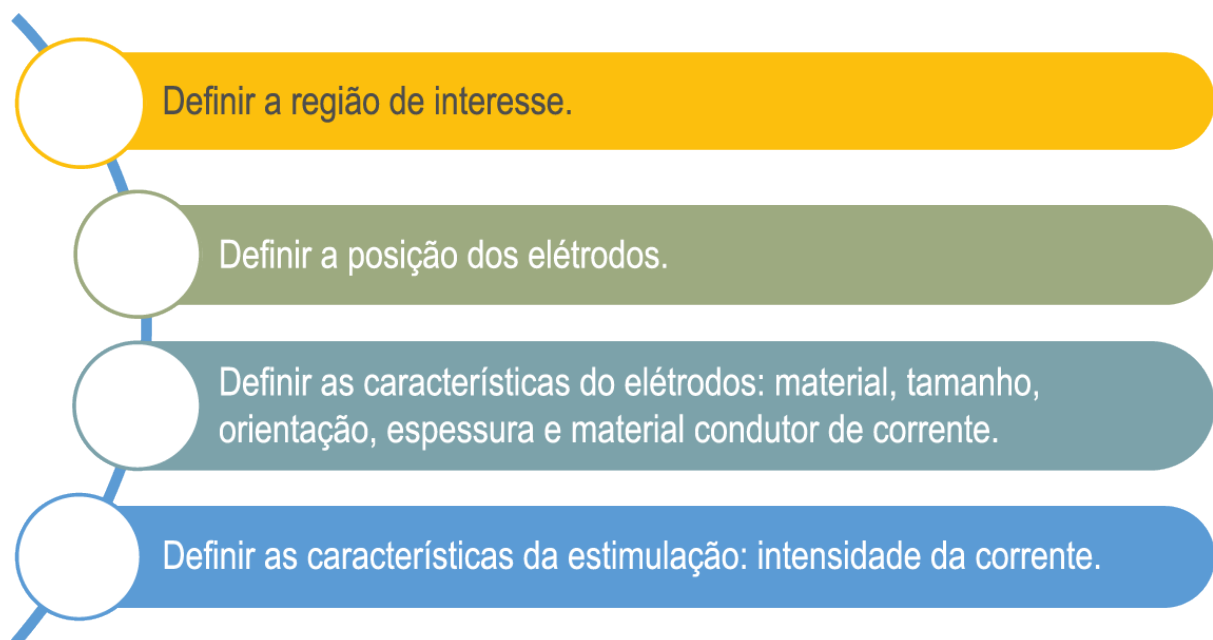 Definir a região de interesse.
Definir a posição dos elétrodos.
Definir as características do elétrodos: material, tamanho,
orientação, espessura e material condutor de corrente.
Definir as características da estimulação: intensidade da corrente.